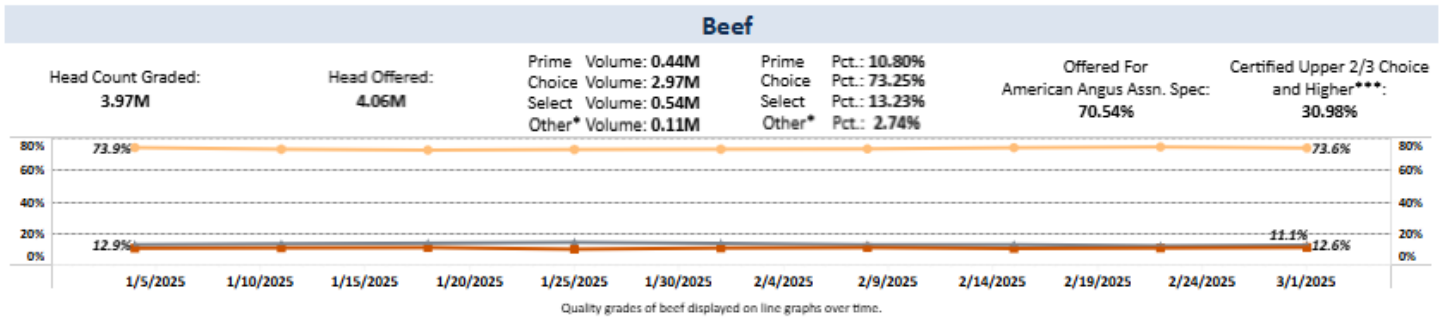 Beef
Head Count Graded:
3.97M
Head Offered:
4.06M
Prime Volume: 0.44M
Choice Volume: 2.97M
Select Volume: 0.54M
Other* Volume: 0.11M
Prime Pct.: 10.80%
Choice Pct.: 73.25%
Select Pct.: 13.23%
Other* Pct.: 2.74%
Offered For
American Angus Assn. Spec:
70.54%
Certified Upper 2/3 Choice
and Higher***:
30.98%
80% 73.9% 73.6% 80%
60% 60%
40% 40%
20% 11.1% 20%
12.9% 12.6%
0% 0%
1/5/2025 1/10/2025 1/15/2025 1/20/2025 1/25/2025 1/30/2025 2/4/2025 2/9/2025 2/14/2025 2/19/2025 2/24/2025 3/1/2025
Quality grades of beef displayed on line graphs over time.